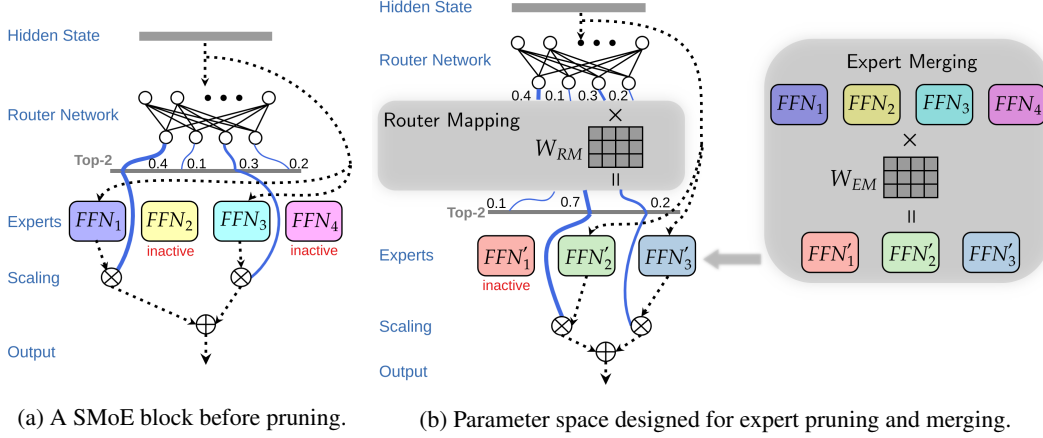 Hidden State
Router Network
Top-2
0.4
0.1
0.3
0.2
Experts
FFN₁
FFN₂
FFN₃
FFN₄
inactive
inactive
Scaling
Output
(a) A SMoE block before pruning.
Hidden State
Router Network
0.4
0.1
0.3
0.2
Router Mapping
×
W_RM
=
Top-2
0.1
0.7
0.2
Experts
FFN′₁
FFN′₂
FFN′₃
inactive
Scaling
Output
Expert Merging
FFN₁
FFN₂
FFN₃
FFN₄
×
W_EM
=
FFN′₁
FFN′₂
FFN′₃
(b) Parameter space designed for expert pruning and merging.